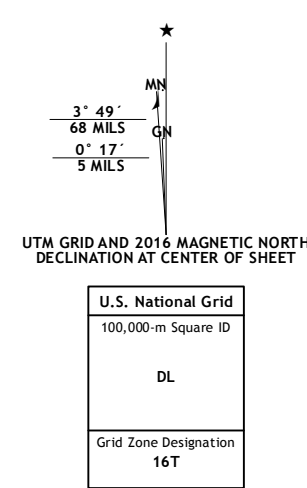 MN
3° 49´
68 MILS
GN
0° 17´
5 MILS
UTM GRID AND 2016 MAGNETIC NORTH
DECLINATION AT CENTER OF SHEET
U.S. National Grid
100,000-m Square ID
DL
Grid Zone Designation
16T